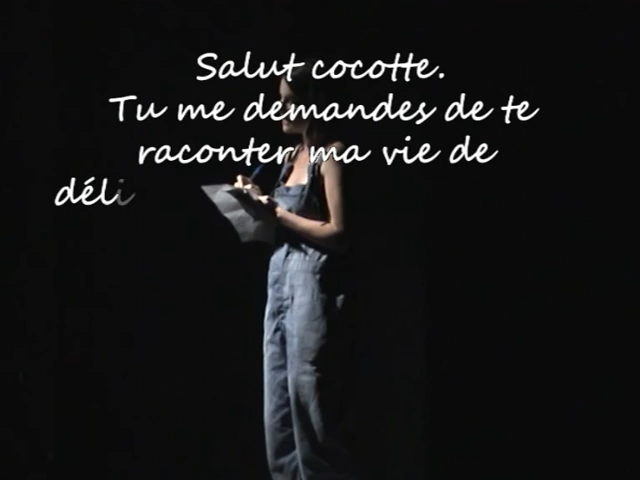 Salut cocotte.
Tu me demandes de te
raconter ma vie de
déli